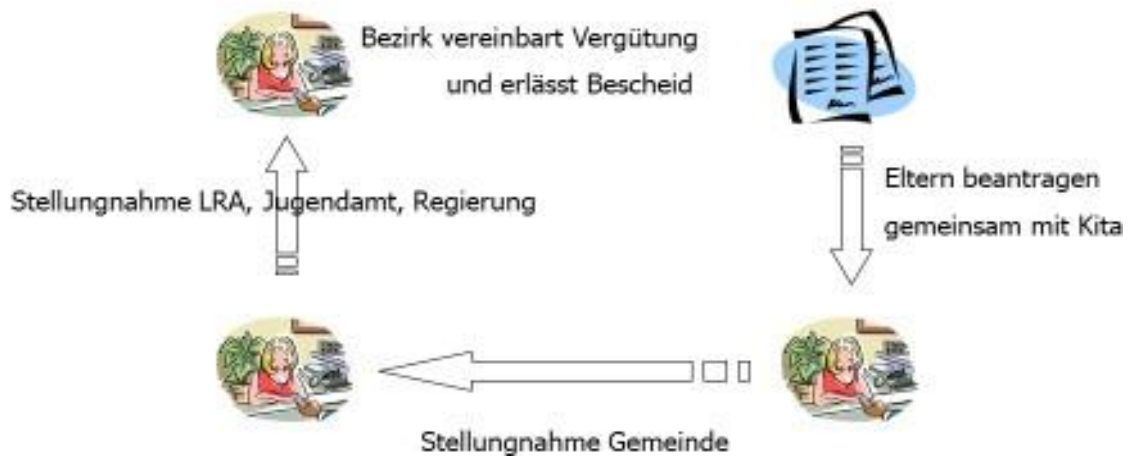 Bezirk vereinbart Vergütung
und erlässt Bescheid
Eltern beantragen
gemeinsam mit Kita
Stellungnahme LRA, Jugendamt, Regierung
Stellungnahme Gemeinde